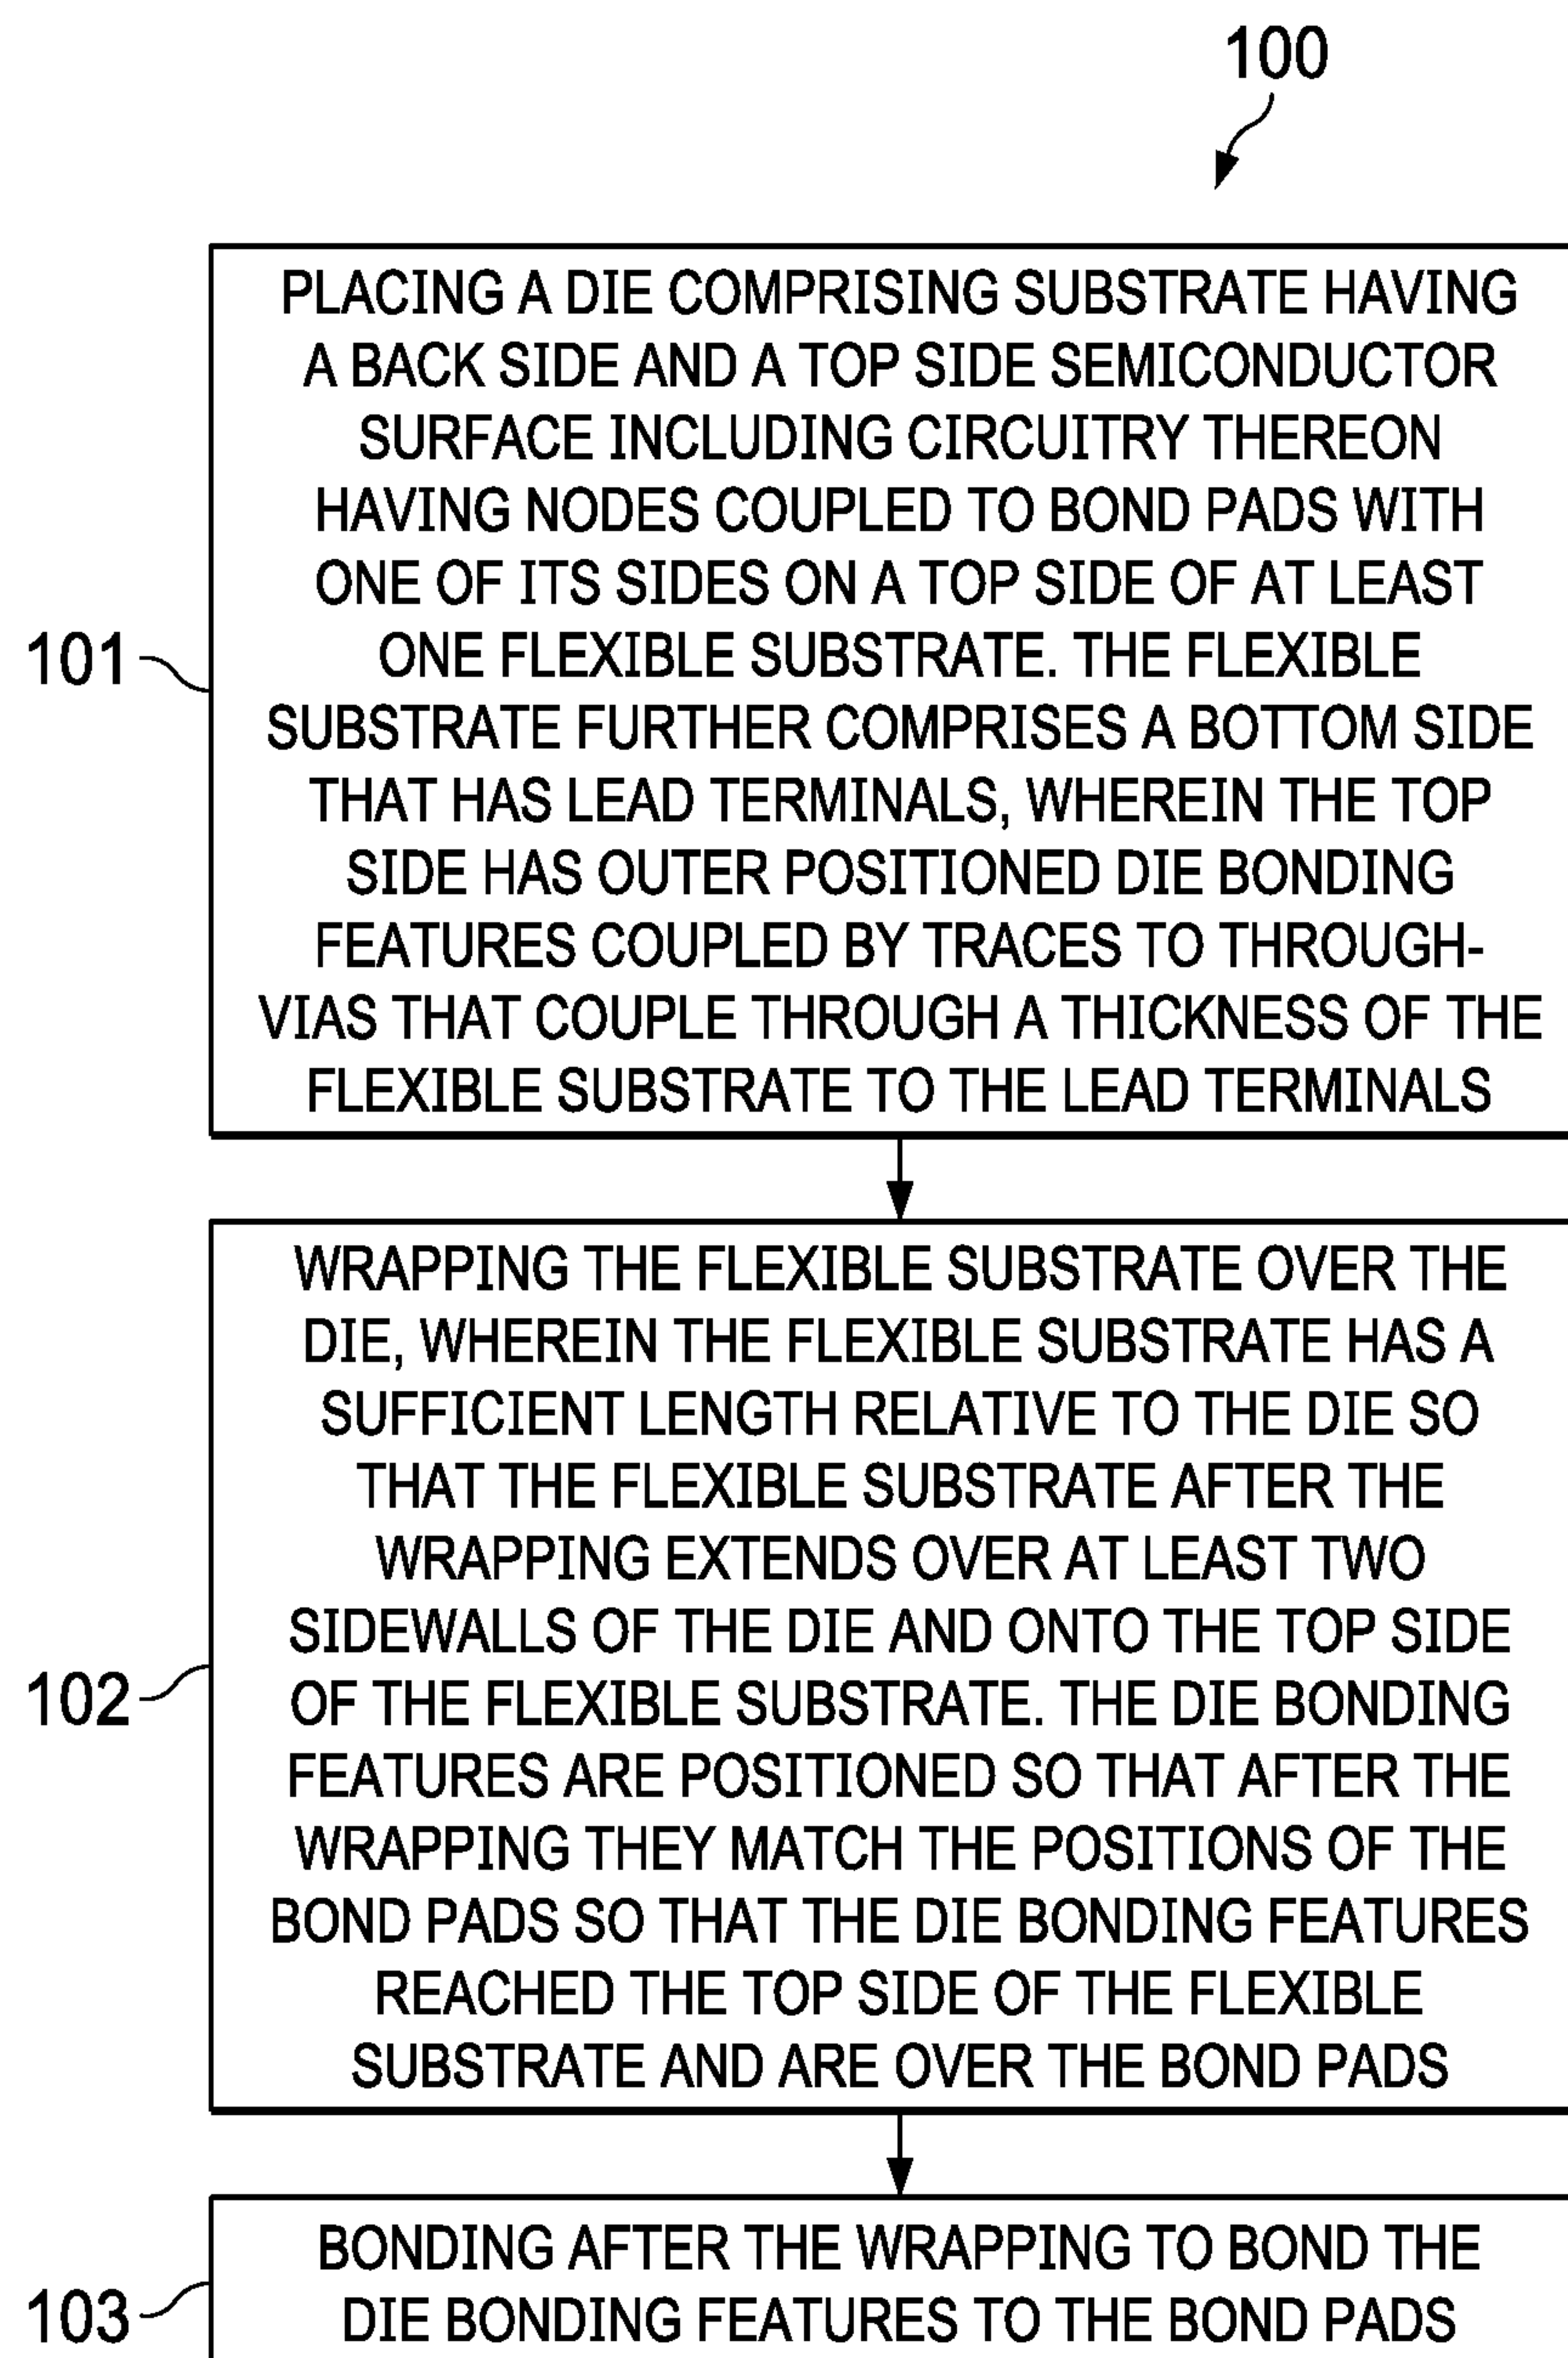 100
PLACING A DIE COMPRISING SUBSTRATE HAVING
A BACK SIDE AND A TOP SIDE SEMICONDUCTOR
SURFACE INCLUDING CIRCUITRY THEREON
HAVING NODES COUPLED TO BOND PADS WITH
ONE OF ITS SIDES ON A TOP SIDE OF AT LEAST
ONE FLEXIBLE SUBSTRATE. THE FLEXIBLE
101
SUBSTRATE FURTHER COMPRISES A BOTTOM SIDE
THAT HAS LEAD TERMINALS, WHEREIN THE TOP
SIDE HAS OUTER POSITIONED DIE BONDING
FEATURES COUPLED BY TRACES TO THROUGH-
VIAS THAT COUPLE THROUGH A THICKNESS OF THE
FLEXIBLE SUBSTRATE TO THE LEAD TERMINALS
WRAPPING THE FLEXIBLE SUBSTRATE OVER THE
DIE, WHEREIN THE FLEXIBLE SUBSTRATE HAS A
SUFFICIENT LENGTH RELATIVE TO THE DIE SO
THAT THE FLEXIBLE SUBSTRATE AFTER THE
WRAPPING EXTENDS OVER AT LEAST TWO
SIDEWALLS OF THE DIE AND ONTO THE TOP SIDE
102
OF THE FLEXIBLE SUBSTRATE. THE DIE BONDING
FEATURES ARE POSITIONED SO THAT AFTER THE
WRAPPING THEY MATCH THE POSITIONS OF THE
BOND PADS SO THAT THE DIE BONDING FEATURES
REACHED THE TOP SIDE OF THE FLEXIBLE
SUBSTRATE AND ARE OVER THE BOND PADS
BONDING AFTER THE WRAPPING TO BOND THE
103
DIE BONDING FEATURES TO THE BOND PADS